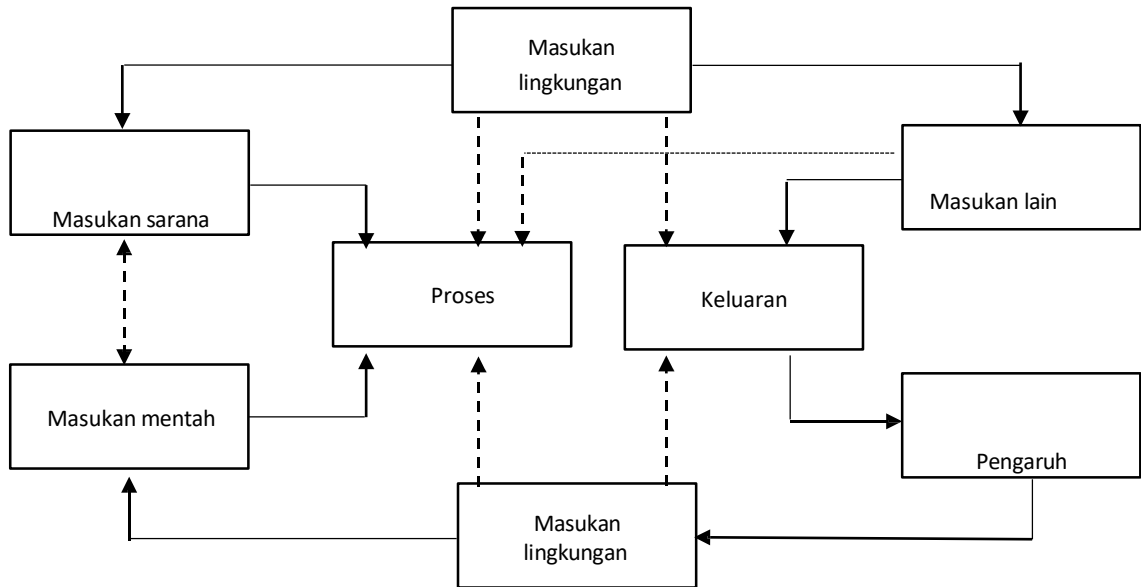 Masukan
lingkungan
Masukan sarana
Masukan lain
Proses
Keluaran
Masukan mentah
Pengaruh
Masukan
lingkungan